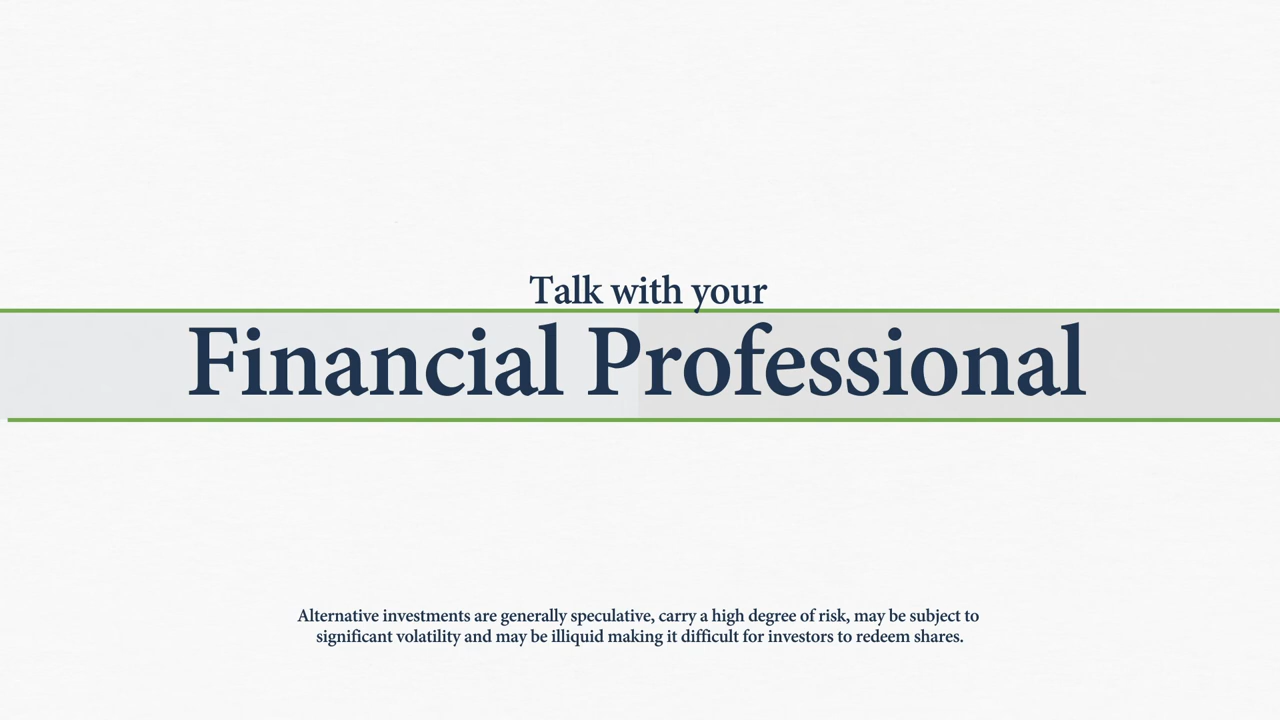 Talk with your
Financial Professional
Alternative investments are generally speculative, carry a high degree of risk, may be subject to
significant volatility and may be illiquid making it difficult for investors to redeem shares.